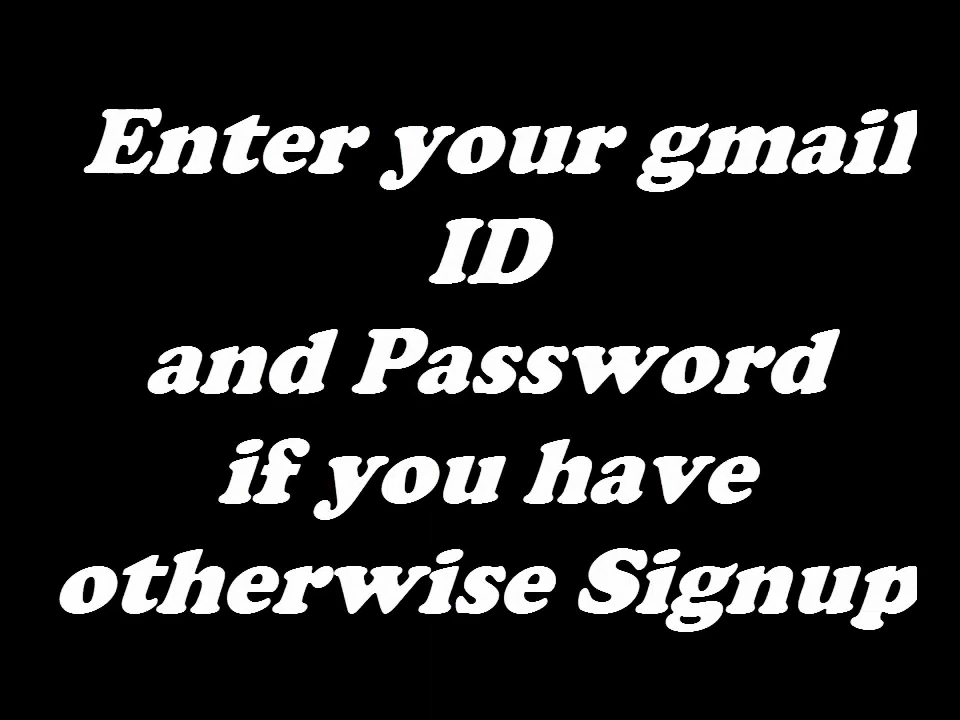 Enter your gmail
ID
and Password
if you have
otherwise Signup